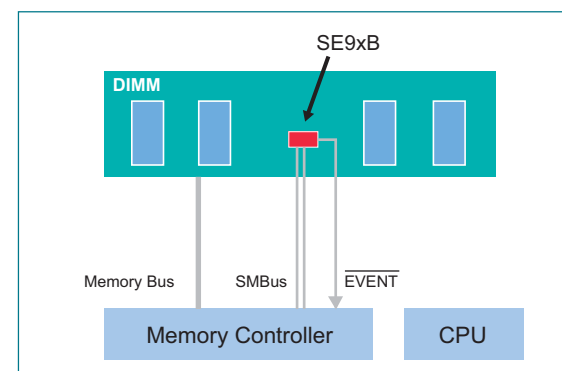 SE9xB
DIMM
Memory Bus
SMBus
EVENT
Memory Controller
CPU